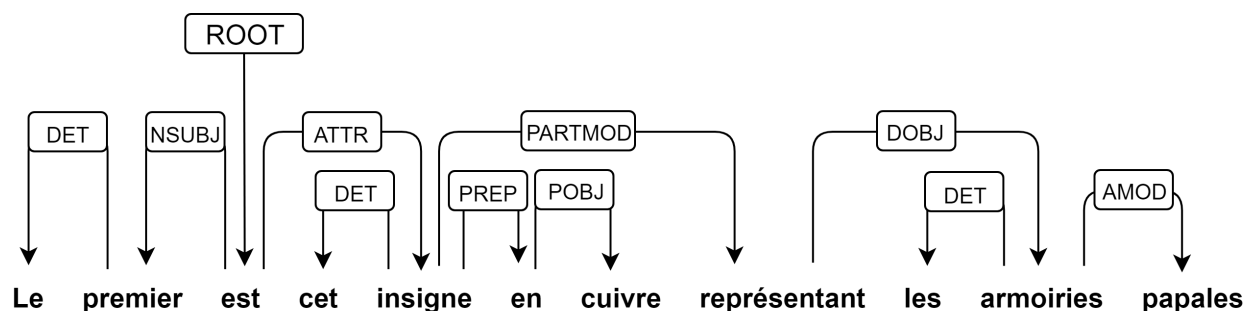 ROOT
DET NSUBJ ATTR PARTMOD DOBJ
DET PREP POBJ DET AMOD
Le premier est cet insigne en cuivre représentant les armoiries papales